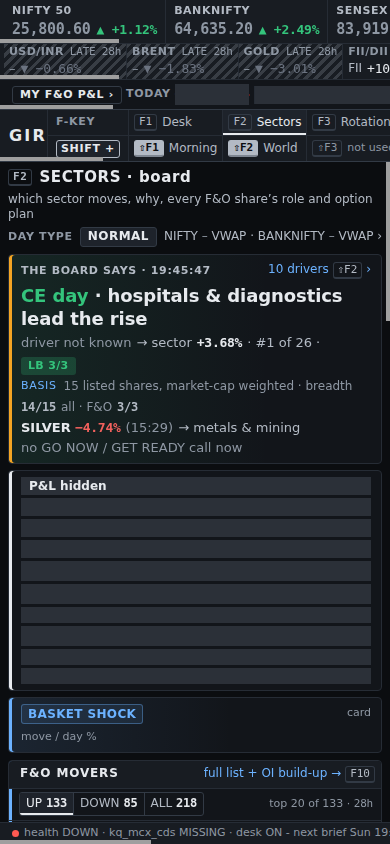 NIFTY 50 BANKNIFTY SENSEX
25,800.60 ▲ +1.12% 64,635.20 ▲ +2.49% 83,919
USD/INR LATE 28h BRENT LATE 28h GOLD LATE 28h FII/DII
– ▼ −0.66% – ▼ −1.83% – ▼ −3.01% FII +10
MY F&O P&L › TODAY
GIR F-KEY F1 Desk F2 Sectors F3 Rotation
SHIFT + ⇧F1 Morning ⇧F2 World ⇧F3 not used
F2 SECTORS · board
which sector moves, why, every F&O share’s role and option
plan
DAY TYPE NORMAL NIFTY – VWAP · BANKNIFTY – VWAP ›
THE BOARD SAYS · 19:45:47 10 drivers ⇧F2 ›
CE day · hospitals & diagnostics
lead the rise
driver not known → sector +3.68% · #1 of 26 ·
LB 3/3
BASIS 15 listed shares, market-cap weighted · breadth
14/15 all · F&O 3/3
SILVER −4.74% (15:29) → metals & mining
no GO NOW / GET READY call now
P&L hidden
BASKET SHOCK card
move / day %
F&O MOVERS full list + OI build-up → F10
UP 133 DOWN 85 ALL 218 top 20 of 133 · 28h
health DOWN · kq_mcx_cds MISSING · desk ON - next brief Sun 19: